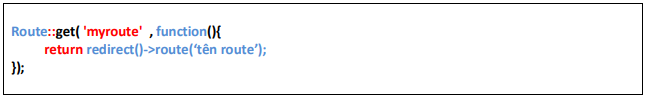 Route::get( 'myroute' , function(){
return redirect()->route(‘tên route’);
});